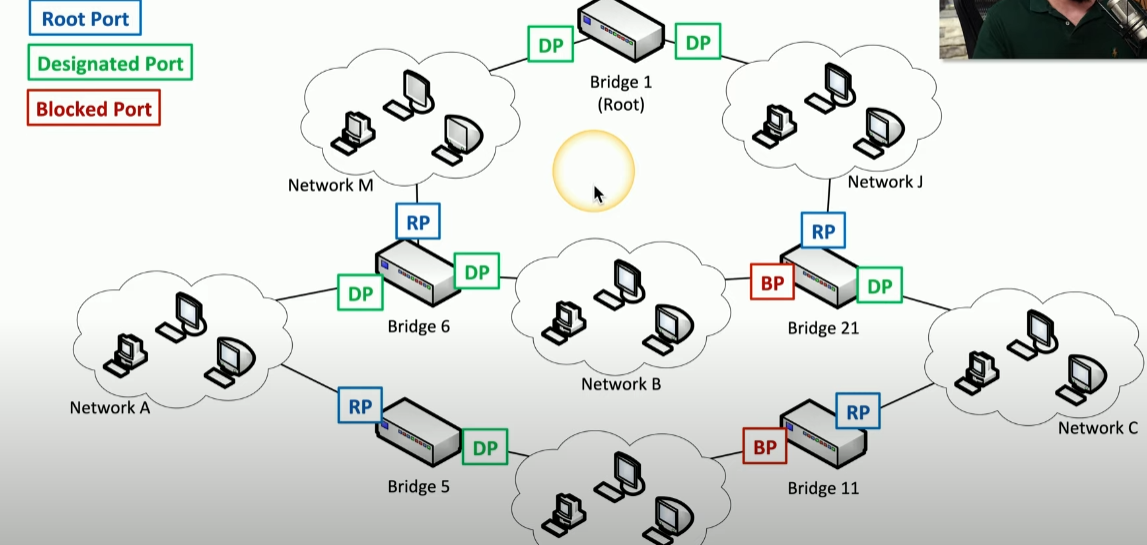 Root Port
Designated Port
Blocked Port
DP
DP
Bridge 1
(Root)
Network M
Network J
RP
RP
DP
DP
BP
DP
Bridge 6
Bridge 21
Network B
Network A
Network C
RP
DP
BP
RP
Bridge 5
Bridge 11